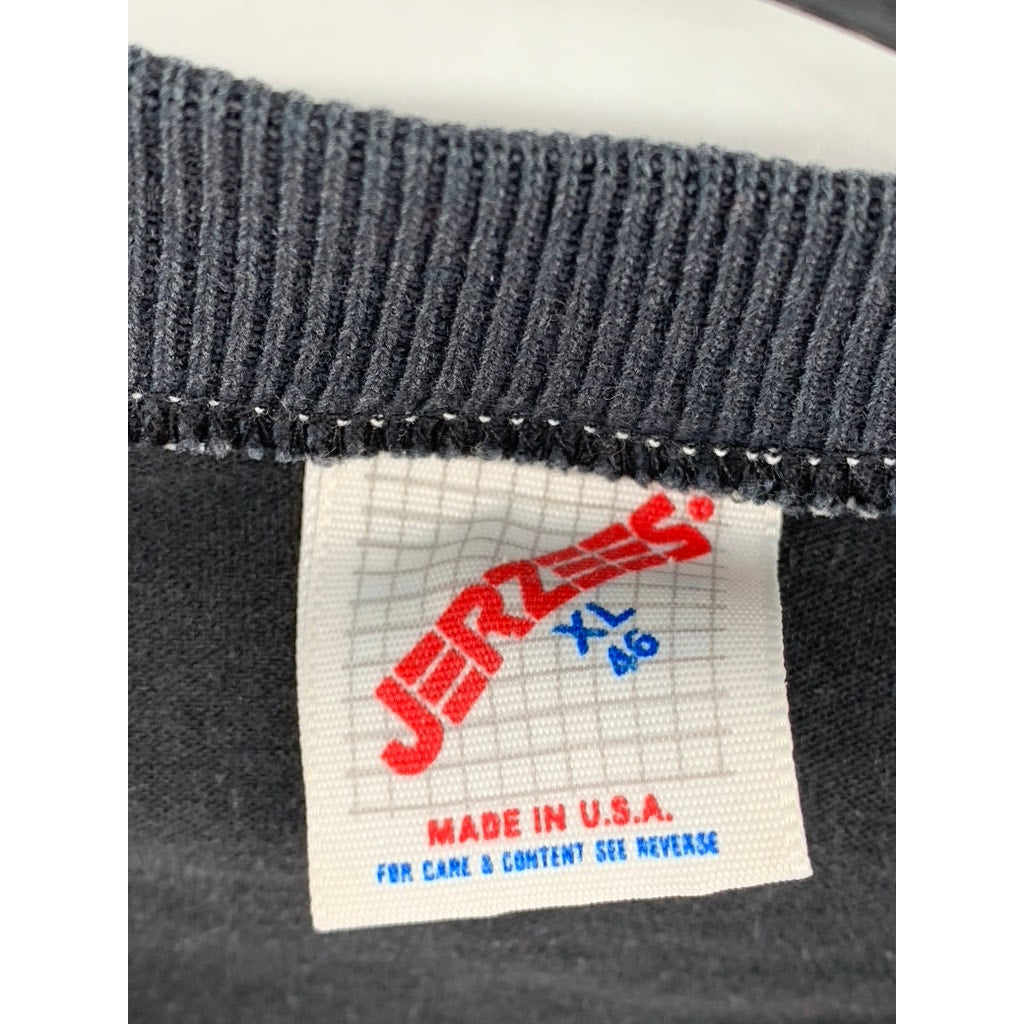 JERZEES®
XL
46
MADE IN U.S.A.
FOR CARE & CONTENT SEE REVERSE